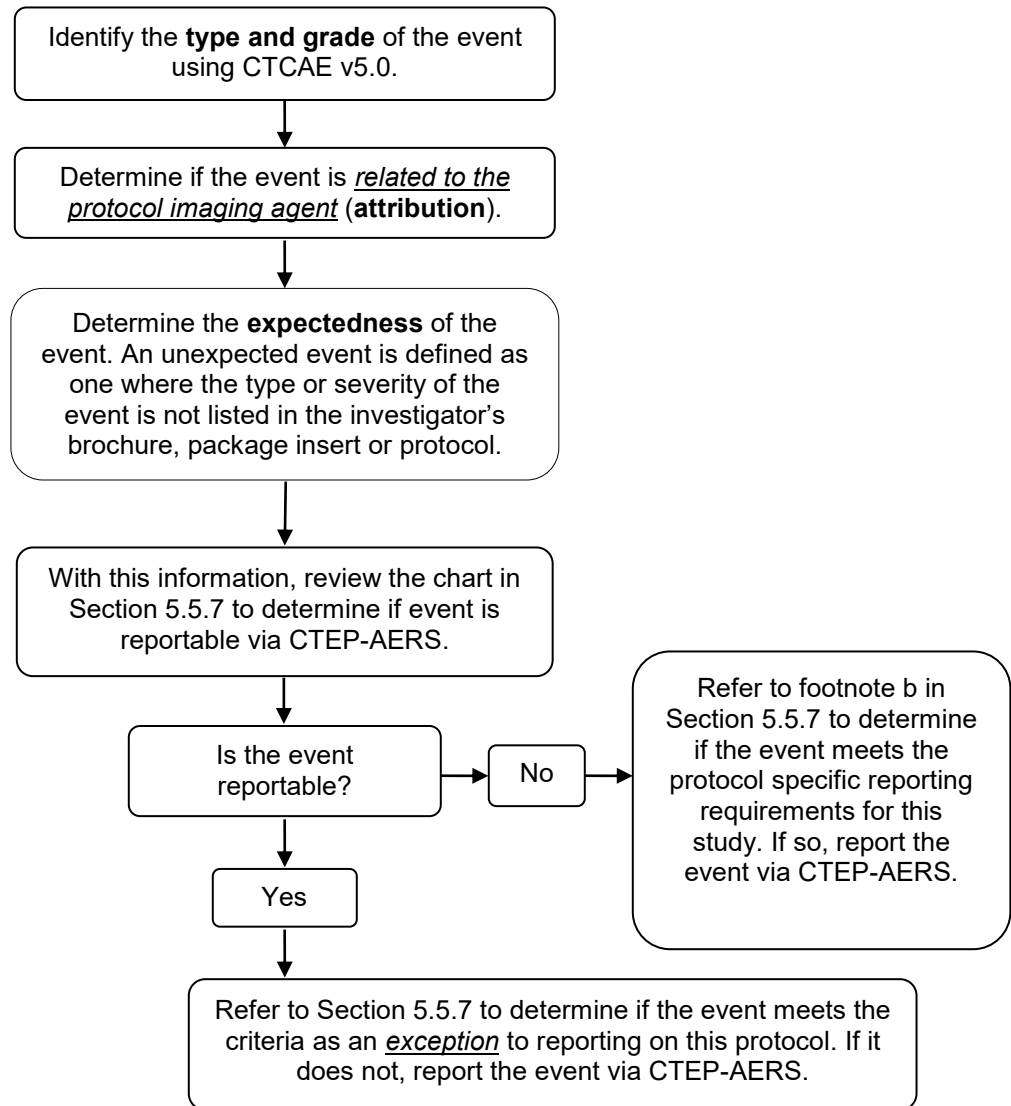 Identify the type and grade of the event
using CTCAE v5.0.
Determine if the event is related to the
protocol imaging agent (attribution).
Determine the expectedness of the
event. An unexpected event is defined as
one where the type or severity of the
event is not listed in the investigator’s
brochure, package insert or protocol.
With this information, review the chart in
Section 5.5.7 to determine if event is
reportable via CTEP-AERS.
Is the event
reportable?
No
Refer to footnote b in
Section 5.5.7 to determine
if the event meets the
protocol specific reporting
requirements for this
study. If so, report the
event via CTEP-AERS.
Yes
Refer to Section 5.5.7 to determine if the event meets the
criteria as an exception to reporting on this protocol. If it
does not, report the event via CTEP-AERS.